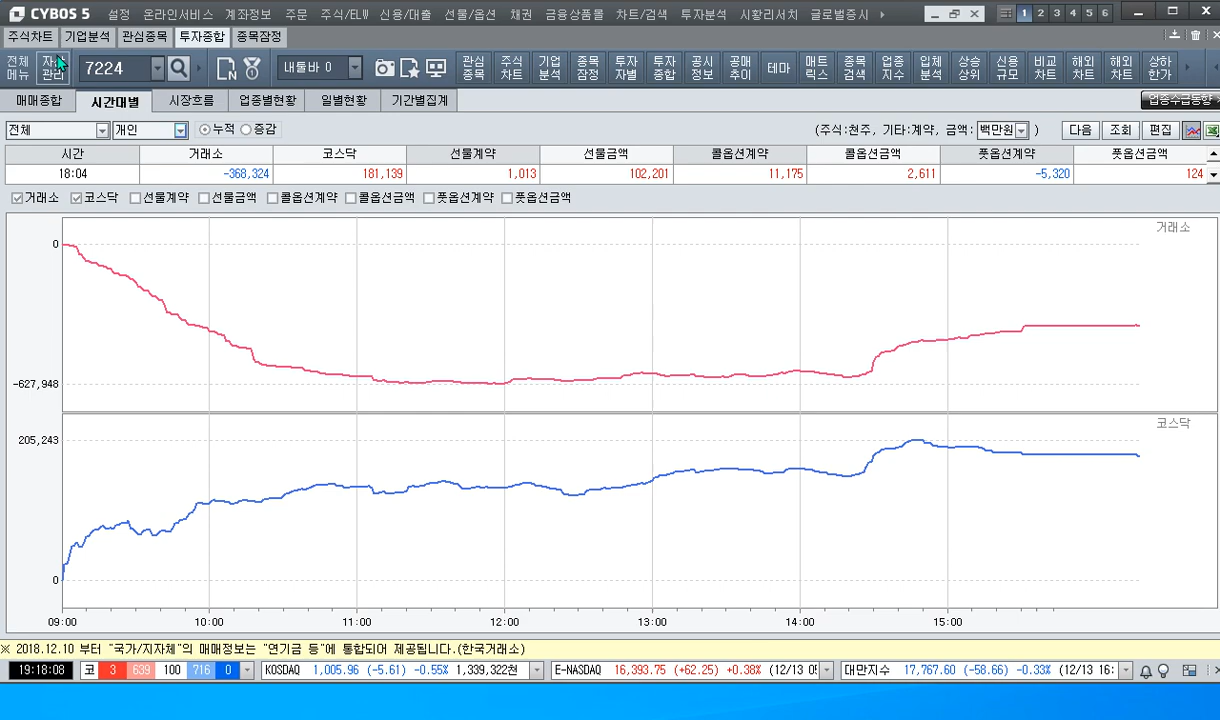 CYBOS 5 설정 온라인서비스 계좌정보 주문 주식/ELW 신용/대출 선물/옵션 채권 금융상품몰 차트/검색 투자분석 시황리서치 글로벌증시 1 2 3 4 5 6
주식차트 기업분석 관심종목 투자종합 종목잠정
전체메뉴 관리 7224 내툴바 0 관심종목 주식차트 기업분석 종목잠정 투자자별 투자종합 공시정보 공매추이 테마 매트릭스 종목검색 업종지수 입체분석 상승상위 신용규모 비교차트 해외차트 해외차트 상하한가
매매종합 시간대별 시장흐름 업종별현황 일별현황 기간별집계 업종수급동향
전체 개인 누적 증감 (주식:천주, 기타:계약, 금액: 백만원 ) 다음 조회 편집
시간 거래소 코스닥 선물계약 선물금액 콜옵션계약 콜옵션금액 풋옵션계약 풋옵션금액
18:04 -368,324 181,139 1,013 102,201 11,175 2,611 -5,320 124
거래소 코스닥 선물계약 선물금액 콜옵션계약 콜옵션금액 풋옵션계약 풋옵션금액
거래소
0
-627,948
코스닥
205,243
0
09:00 10:00 11:00 12:00 13:00 14:00 15:00
※ 2018.12.10 부터 "국가/지자체"의 매매정보는 "연기금 등"에 통합되어 제공됩니다.(한국거래소)
19:18:08 코 3 639 100 716 0 KOSDAQ 1,005.96 (-5.61) -0.55% 1,339,322천 E-NASDAQ 16,393.75 (+62.25) +0.38% (12/13 대만지수 17,767.60 (-58.66) -0.33% (12/13 16: